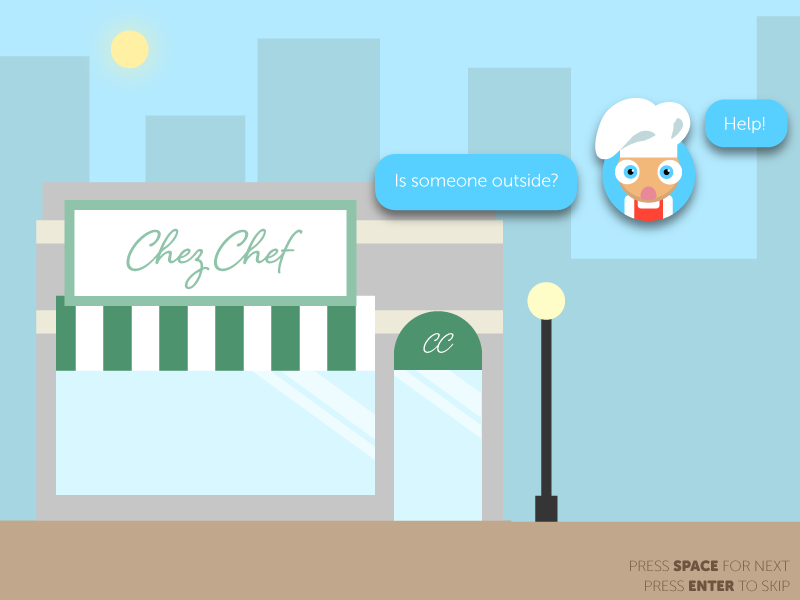 Help!
Is someone outside?
Chez Chef
CC
PRESS SPACE FOR NEXT
PRESS ENTER TO SKIP